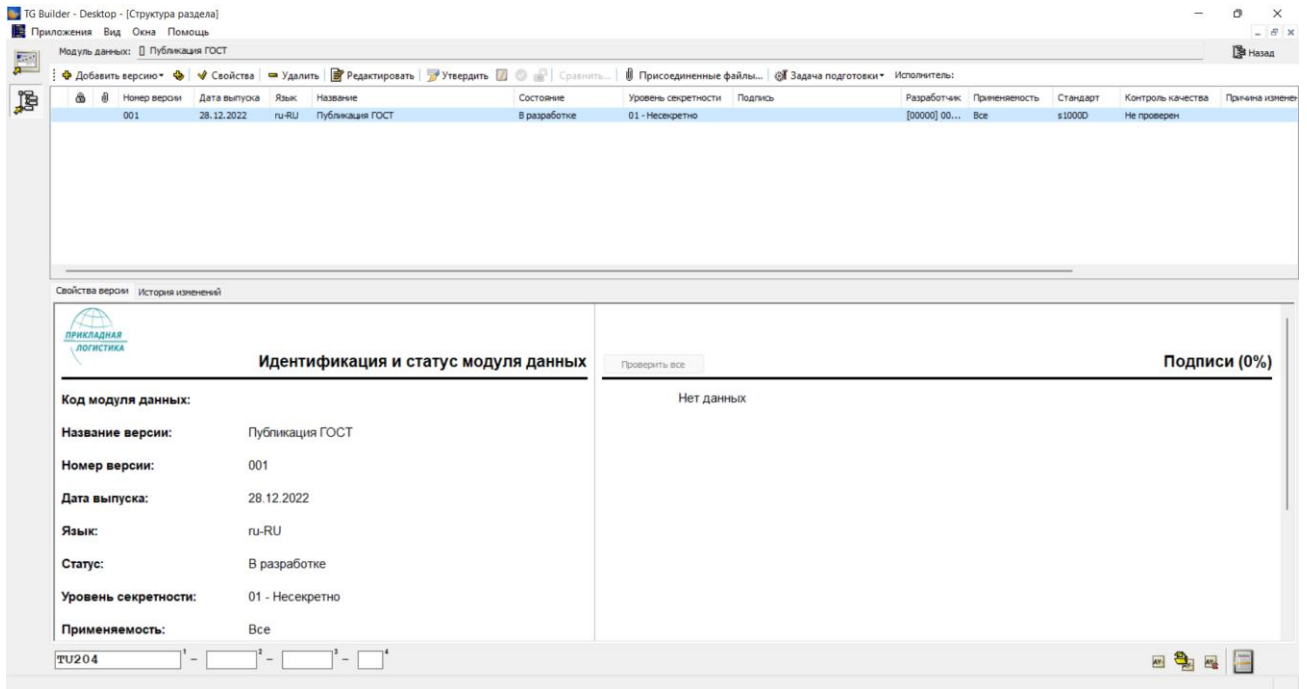 TG Builder - Desktop - [Структура раздела]
Приложения Вид Окна Помощь
Модуль данных: [] Публикация ГОСТ Назад
Добавить версию Свойства Удалить Редактировать Утвердить Сравнить... Присоединенные файлы... Задача подготовки Исполнитель:
Номер версии Дата выпуска Язык Название Состояние Уровень секретности Подпись Разработчик Применяемость Стандарт Контроль качества Причина изменен
001 28.12.2022 ru-RU Публикация ГОСТ В разработке 01 - Несекретно [00000] 00... Все s1000D Не проверен
Свойства версии История изменений
ПРИКЛАДНАЯ
ЛОГИСТИКА
Идентификация и статус модуля данных Проверить все Подписи (0%)
Код модуля данных: Нет данных
Название версии: Публикация ГОСТ
Номер версии: 001
Дата выпуска: 28.12.2022
Язык: ru-RU
Статус: В разработке
Уровень секретности: 01 - Несекретно
Применяемость: Все
TU204 1 - 2 - 3 - 4